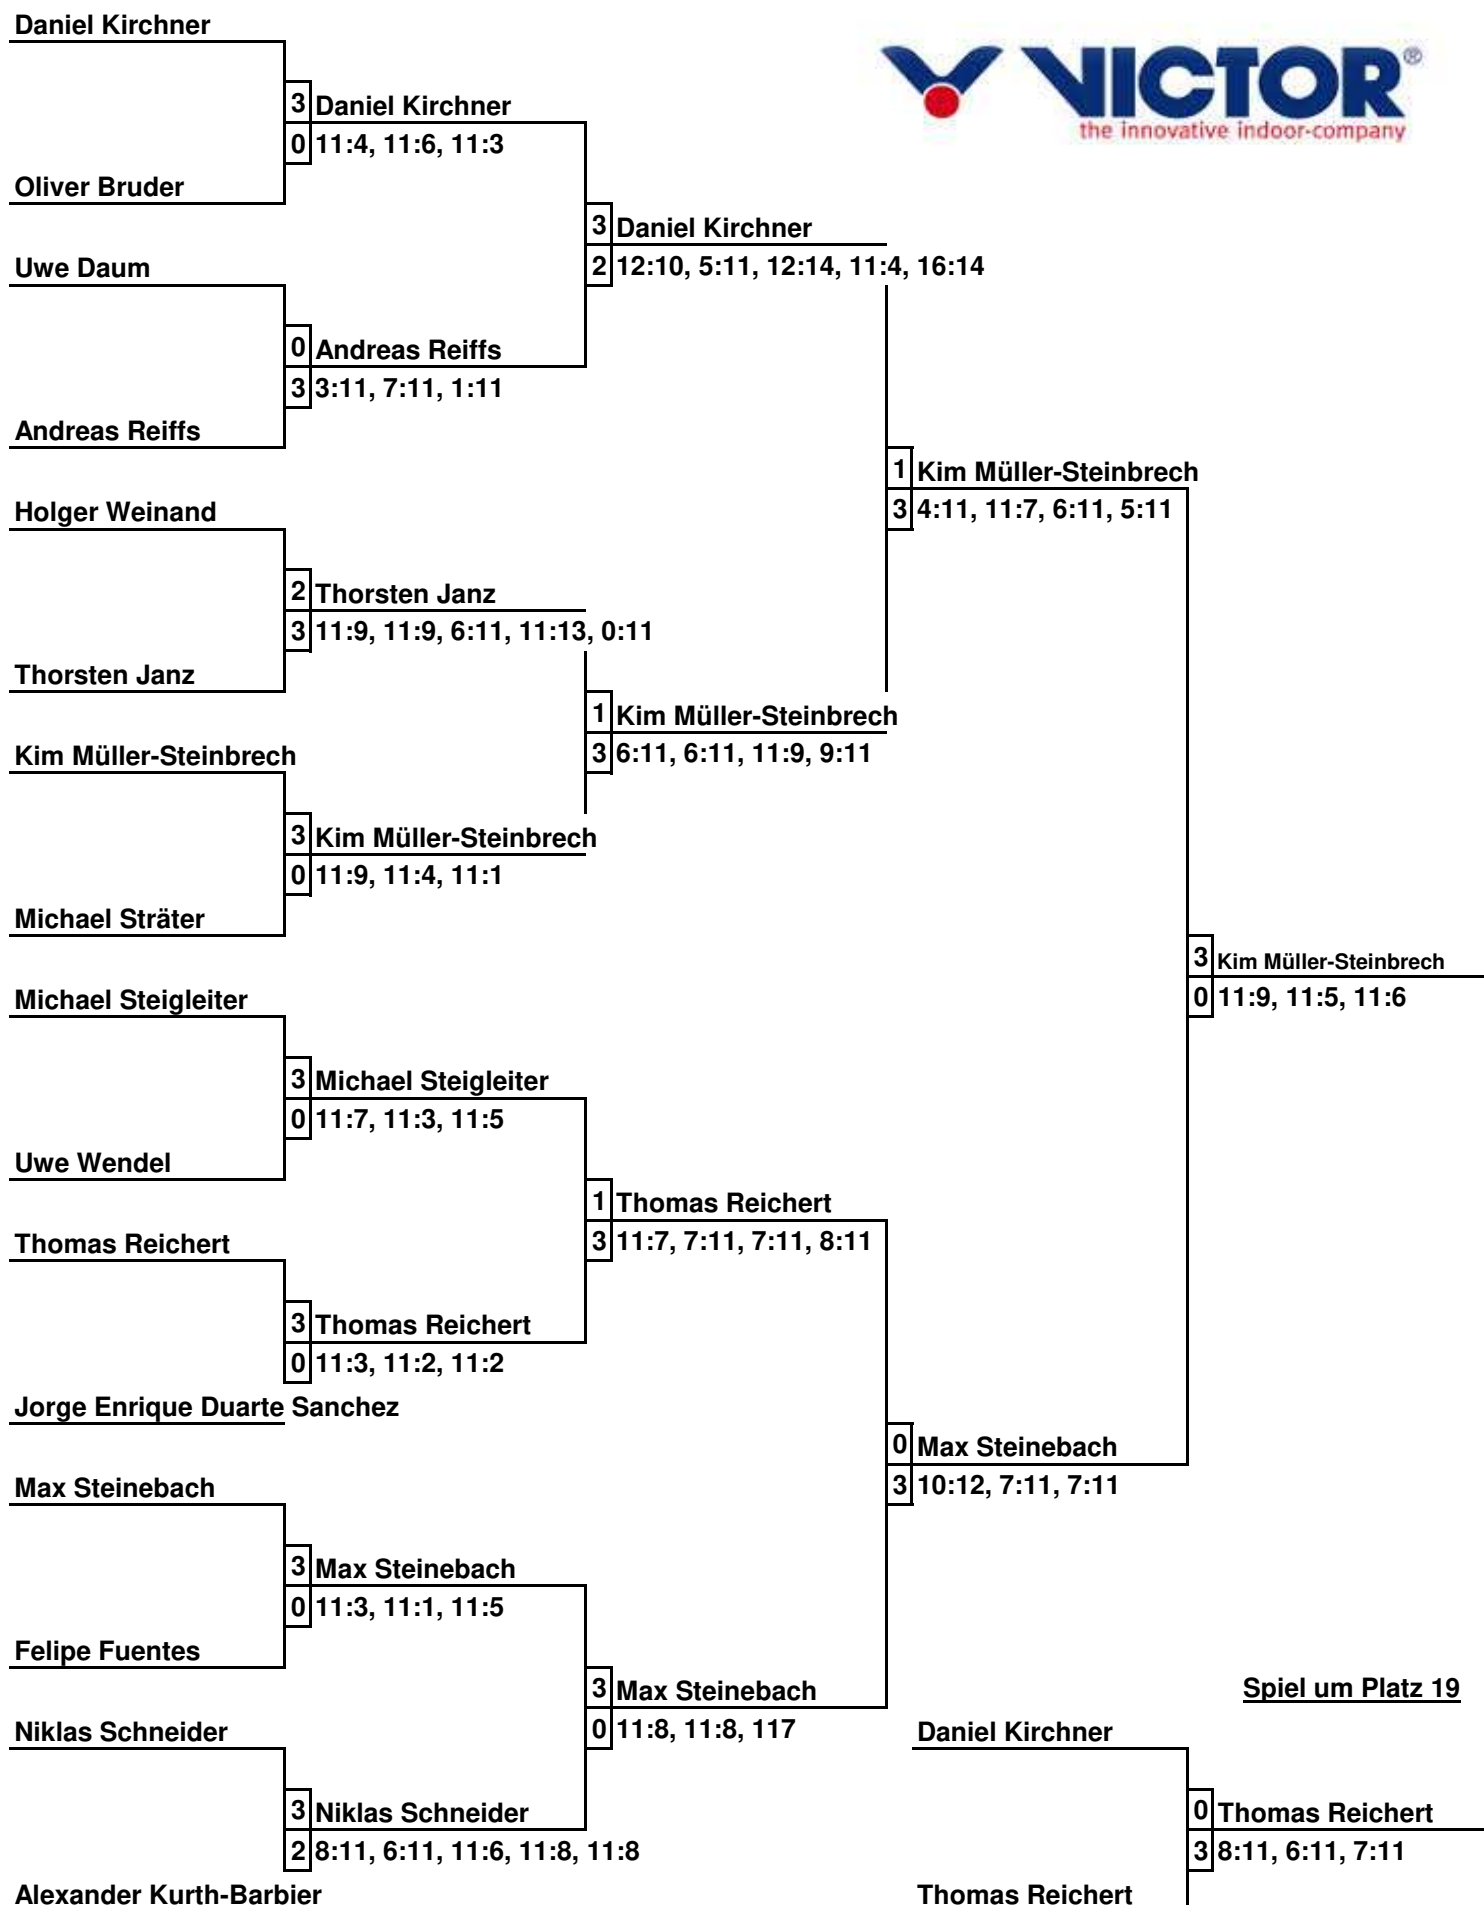 Daniel Kirchner
VICTOR®
the innovative indoor-company
3 Daniel Kirchner
0 11:4, 11:6, 11:3
Oliver Bruder
3 Daniel Kirchner
2 12:10, 5:11, 12:14, 11:4, 16:14
Uwe Daum
0 Andreas Reiffs
3 3:11, 7:11, 1:11
Andreas Reiffs
1 Kim Müller-Steinbrech
3 4:11, 11:7, 6:11, 5:11
Holger Weinand
2 Thorsten Janz
3 11:9, 11:9, 6:11, 11:13, 0:11
Thorsten Janz
1 Kim Müller-Steinbrech
3 6:11, 6:11, 11:9, 9:11
Kim Müller-Steinbrech
3 Kim Müller-Steinbrech
0 11:9, 11:4, 11:1
Michael Sträter
3 Kim Müller-Steinbrech
0 11:9, 11:5, 11:6
Michael Steigleiter
3 Michael Steigleiter
0 11:7, 11:3, 11:5
Uwe Wendel
1 Thomas Reichert
3 11:7, 7:11, 7:11, 8:11
Thomas Reichert
3 Thomas Reichert
0 11:3, 11:2, 11:2
Jorge Enrique Duarte Sanchez
0 Max Steinebach
3 10:12, 7:11, 7:11
Max Steinebach
3 Max Steinebach
0 11:3, 11:1, 11:5
Felipe Fuentes
3 Max Steinebach
0 11:8, 11:8, 117
Spiel um Platz 19
Niklas Schneider
Daniel Kirchner
3 Niklas Schneider
2 8:11, 6:11, 11:6, 11:8, 11:8
0 Thomas Reichert
3 8:11, 6:11, 7:11
Alexander Kurth-Barbier
Thomas Reichert